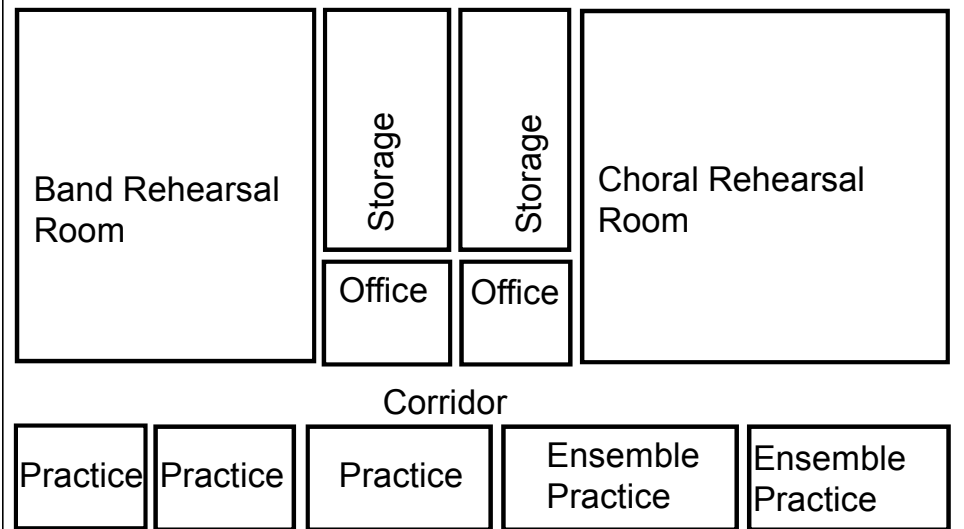 Band Rehearsal
Room
Storage
Storage
Choral Rehearsal
Room
Office
Office
Corridor
Practice
Practice
Practice
Ensemble
Practice
Ensemble
Practice